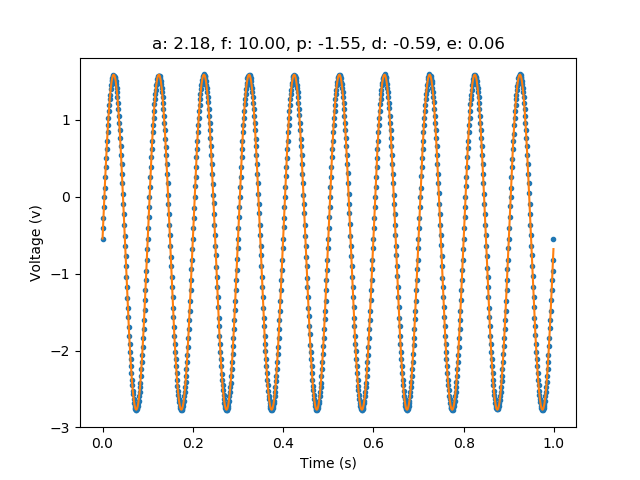 a: 2.18, f: 10.00, p: -1.55, d: -0.59, e: 0.06
1
0
−1
−2
−3
Voltage (v)
0.0 0.2 0.4 0.6 0.8 1.0
Time (s)